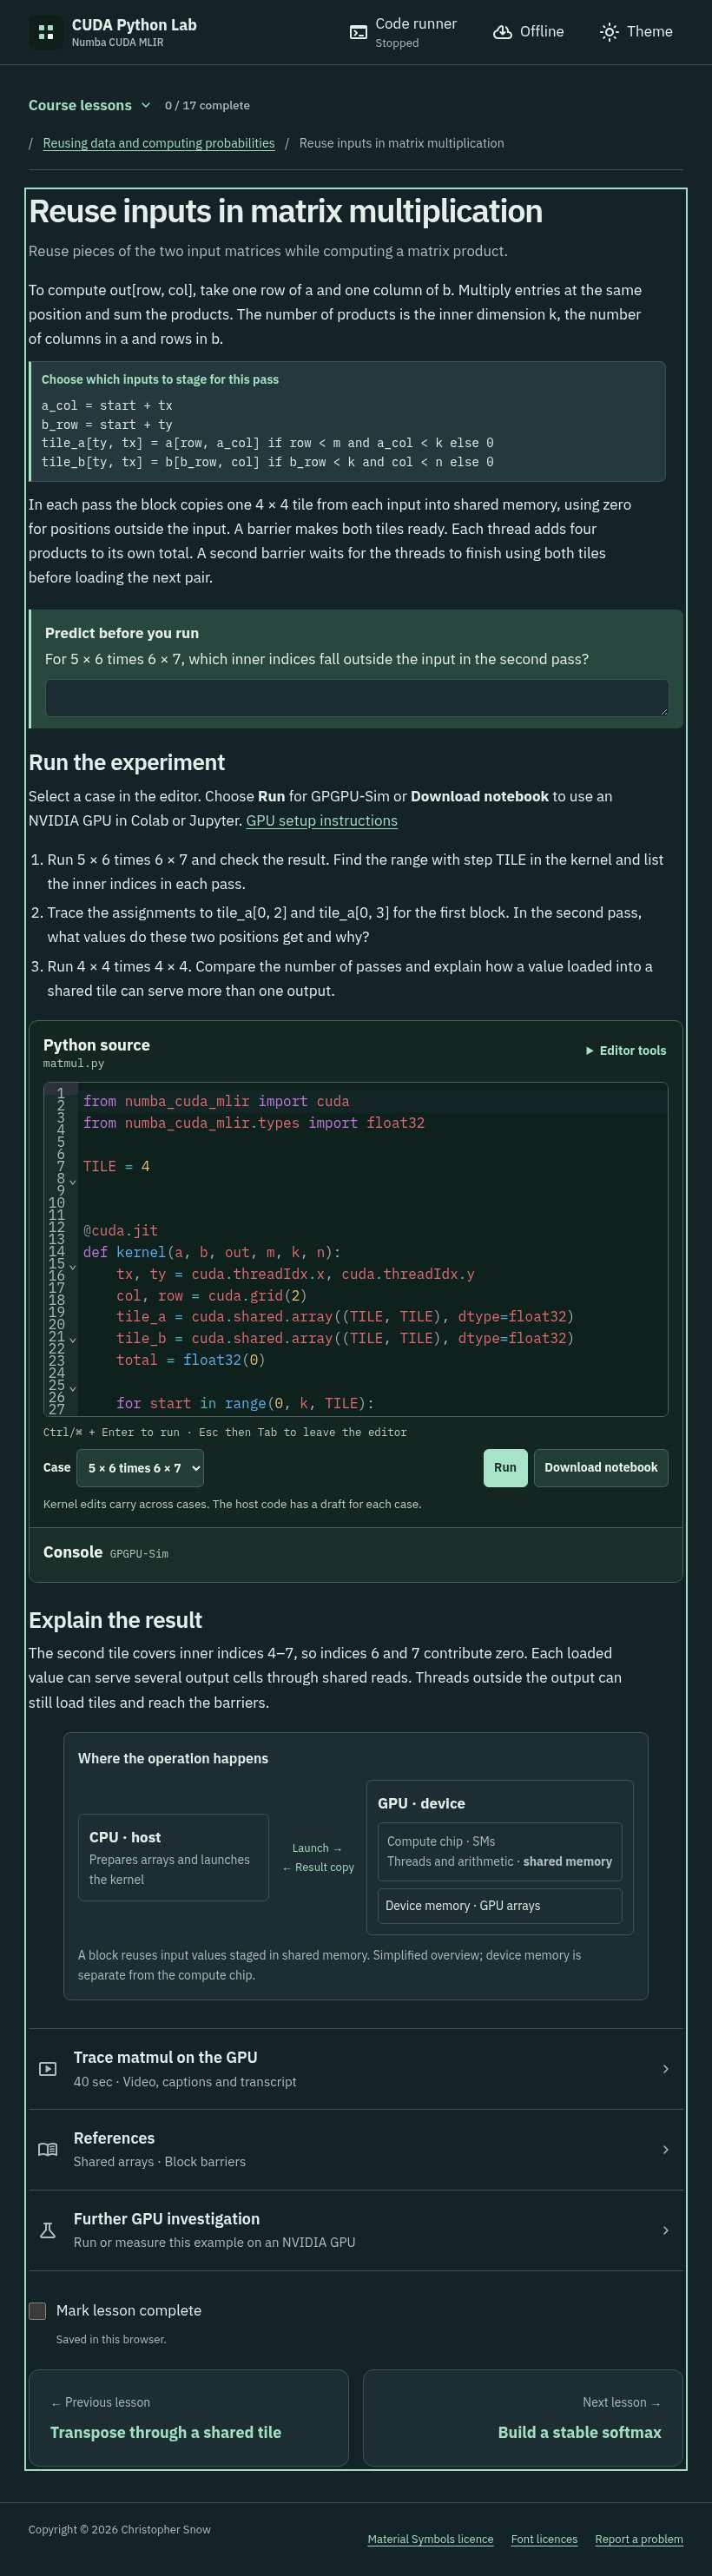 CUDA Python Lab
Numba CUDA MLIR
Code runner
Stopped
Offline
Theme
Course lessons
0 / 17 complete
/ Reusing data and computing probabilities / Reuse inputs in matrix multiplication
Reuse inputs in matrix multiplication
Reuse pieces of the two input matrices while computing a matrix product.
To compute out[row, col], take one row of a and one column of b. Multiply entries at the same
position and sum the products. The number of products is the inner dimension k, the number
of columns in a and rows in b.
Choose which inputs to stage for this pass
a_col = start + tx
b_row = start + ty
tile_a[ty, tx] = a[row, a_col] if row < m and a_col < k else 0
tile_b[ty, tx] = b[b_row, col] if b_row < k and col < n else 0
In each pass the block copies one 4 × 4 tile from each input into shared memory, using zero
for positions outside the input. A barrier makes both tiles ready. Each thread adds four
products to its own total. A second barrier waits for the threads to finish using both tiles
before loading the next pair.
Predict before you run
For 5 × 6 times 6 × 7, which inner indices fall outside the input in the second pass?
Run the experiment
Select a case in the editor. Choose Run for GPGPU-Sim or Download notebook to use an
NVIDIA GPU in Colab or Jupyter. GPU setup instructions
1. Run 5 × 6 times 6 × 7 and check the result. Find the range with step TILE in the kernel and list
the inner indices in each pass.
2. Trace the assignments to tile_a[0, 2] and tile_a[0, 3] for the first block. In the second pass,
what values do these two positions get and why?
3. Run 4 × 4 times 4 × 4. Compare the number of passes and explain how a value loaded into a
shared tile can serve more than one output.
Python source
matmul.py
▶ Editor tools
1
2
3
4
5
6
7
8
9
10
11
12
13
14
15
16
17
18
19
20
21
22
23
24
25
26
27
from numba_cuda_mlir import cuda
from numba_cuda_mlir.types import float32
TILE = 4
@cuda.jit
def kernel(a, b, out, m, k, n):
tx, ty = cuda.threadIdx.x, cuda.threadIdx.y
col, row = cuda.grid(2)
tile_a = cuda.shared.array((TILE, TILE), dtype=float32)
tile_b = cuda.shared.array((TILE, TILE), dtype=float32)
total = float32(0)
for start in range(0, k, TILE):
Ctrl/⌘ + Enter to run · Esc then Tab to leave the editor
Case
5 × 6 times 6 × 7
Run
Download notebook
Kernel edits carry across cases. The host code has a draft for each case.
Console GPGPU-Sim
Explain the result
The second tile covers inner indices 4–7, so indices 6 and 7 contribute zero. Each loaded
value can serve several output cells through shared reads. Threads outside the output can
still load tiles and reach the barriers.
Where the operation happens
CPU · host
Prepares arrays and launches
the kernel
Launch →
← Result copy
GPU · device
Compute chip · SMs
Threads and arithmetic · shared memory
Device memory · GPU arrays
A block reuses input values staged in shared memory. Simplified overview; device memory is
separate from the compute chip.
Trace matmul on the GPU
40 sec · Video, captions and transcript
References
Shared arrays · Block barriers
Further GPU investigation
Run or measure this example on an NVIDIA GPU
Mark lesson complete
Saved in this browser.
← Previous lesson
Transpose through a shared tile
Next lesson →
Build a stable softmax
Copyright © 2026 Christopher Snow
Material Symbols licence
Font licences
Report a problem